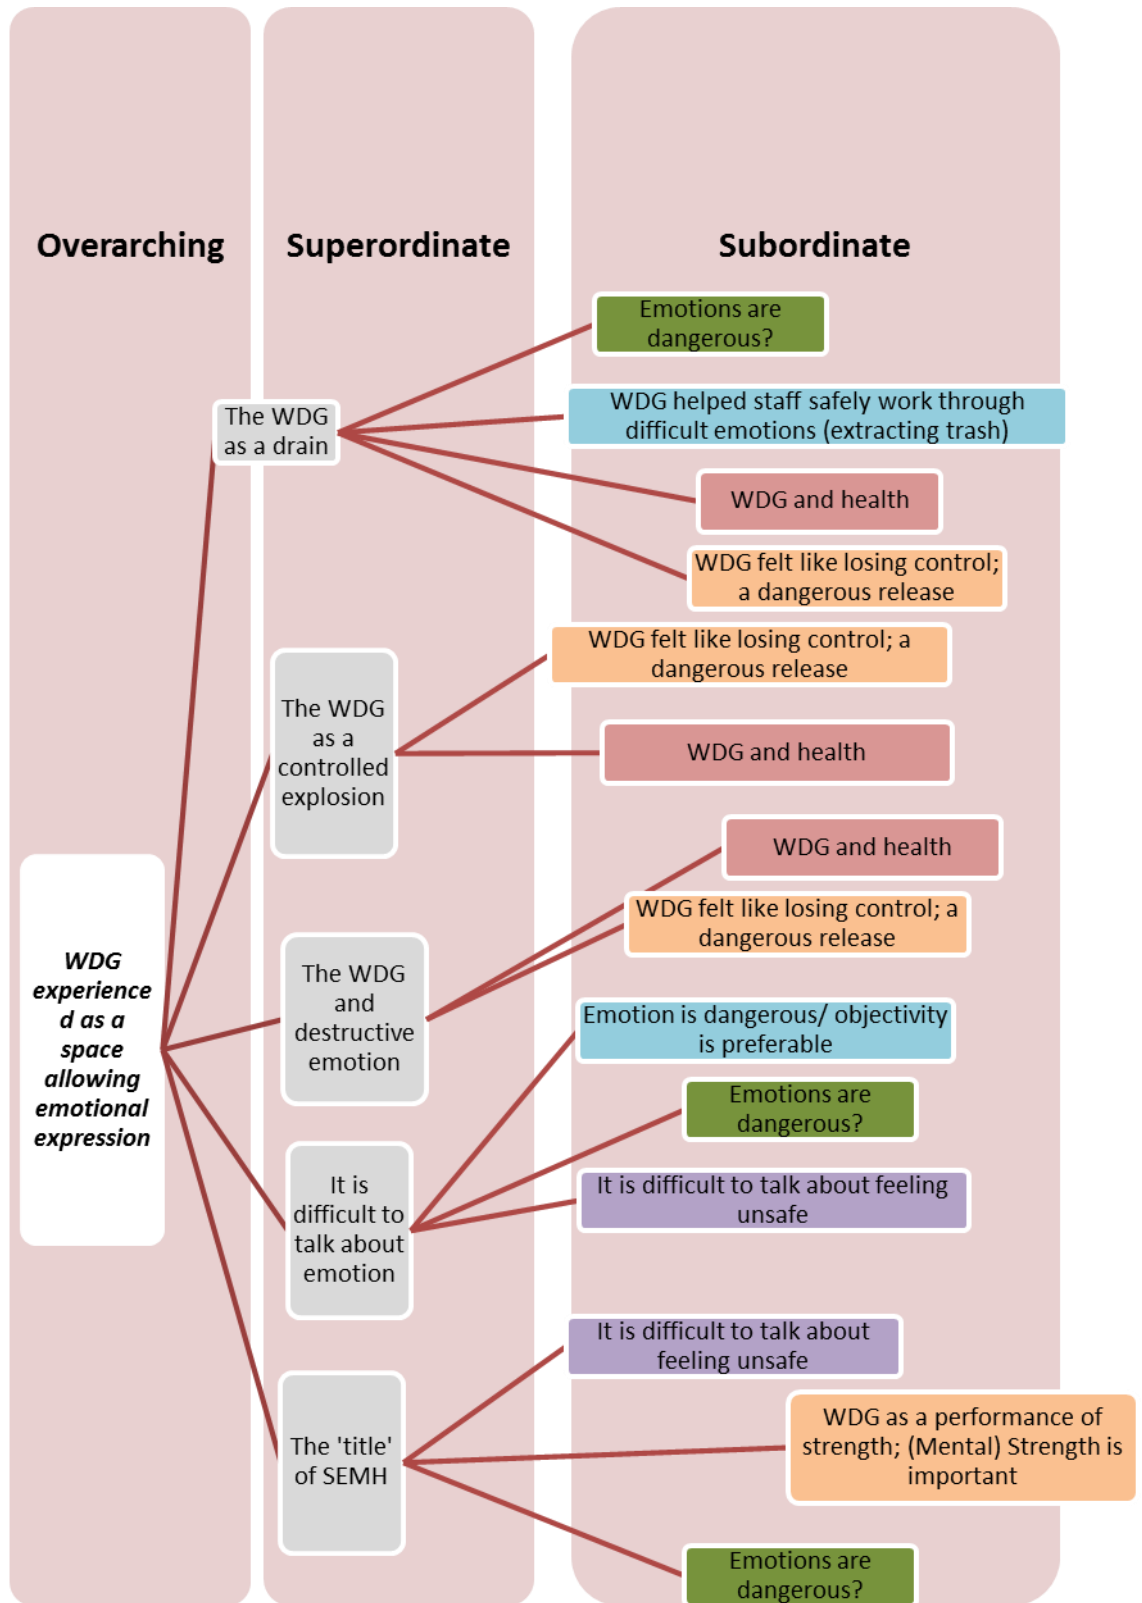 Overarching
Superordinate
Subordinate
WDG
experience
d as a
space
allowing
emotional
expression
The WDG
as a drain
Emotions are
dangerous?
WDG helped staff safely work through
difficult emotions (extracting trash)
WDG and health
WDG felt like losing control;
a dangerous release
The WDG
as a
controlled
explosion
WDG felt like losing control; a
dangerous release
WDG and health
The WDG
and
destructive
emotion
WDG and health
WDG felt like losing control; a
dangerous release
It is
difficult to
talk about
emotion
Emotion is dangerous/ objectivity
is preferable
Emotions are
dangerous?
It is difficult to talk about feeling
unsafe
The 'title'
of SEMH
It is difficult to talk about
feeling unsafe
WDG as a performance of
strength; (Mental) Strength is
important
Emotions are
dangerous?